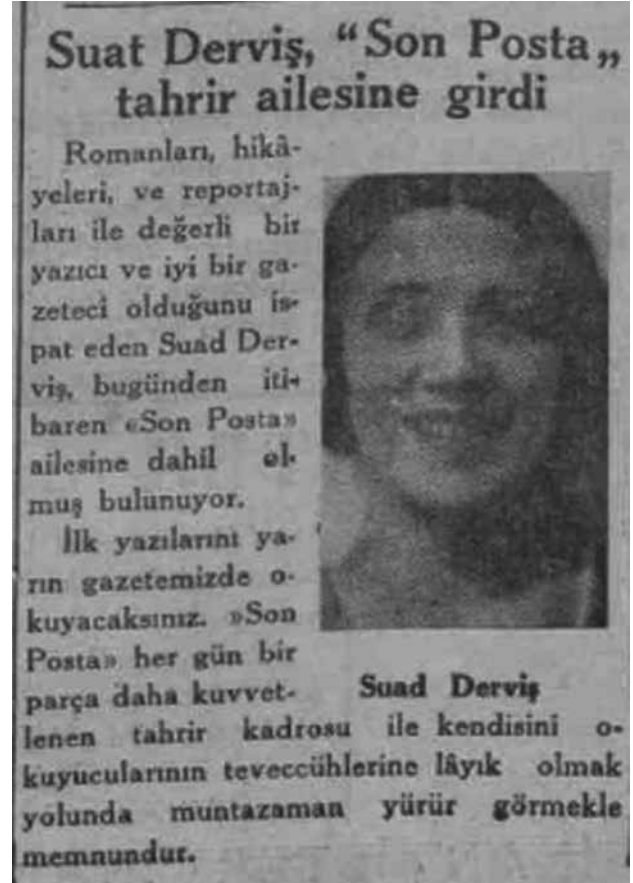 Suat Derviş, “Son Posta„
tahrir ailesine girdi
Romanları, hikâ-
yeleri, ve reportaj-
ları ile değerli bir
yazıcı ve iyi bir ga-
zeteci olduğunu is-
pat eden Suad Der-
viş, bugünden iti-
baren «Son Posta»
ailesine dahil ol-
muş bulunuyor.
İlk yazılarını ya-
rın gazetemizde o-
kuyacaksınız. »Son
Posta» her gün bir
parça daha kuvvet-
Suad Derviş
lenen tahrir kadrosu ile kendisini o-
kuyucularının teveccühlerine lâyık olmak
yolunda muntazaman yürür görmekle
memnundur.